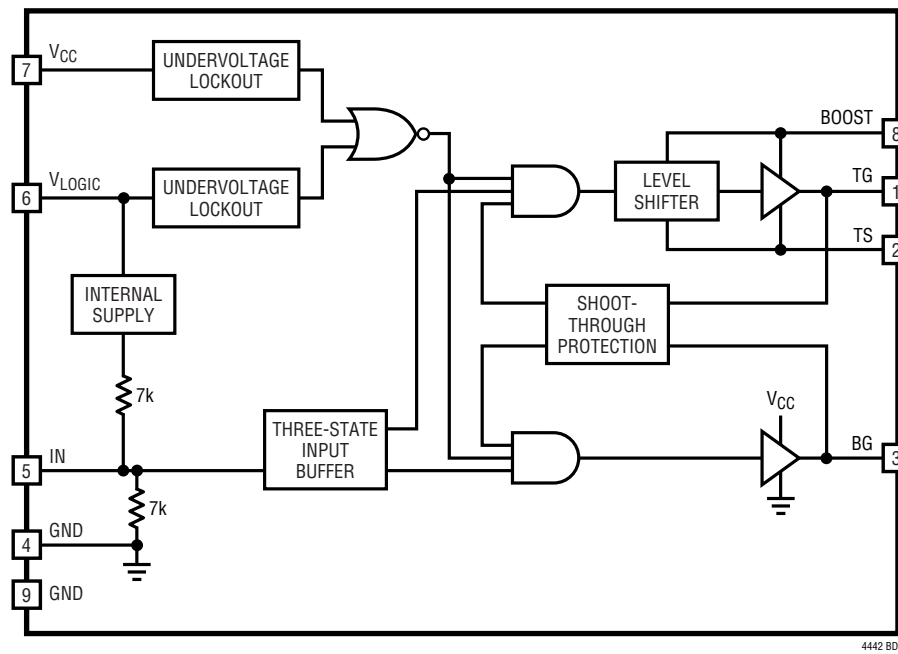 7 VCC
UNDERVOLTAGE
LOCKOUT
BOOST
8
6 VLOGIC
UNDERVOLTAGE
LOCKOUT
LEVEL
SHIFTER
TG
1
TS
2
INTERNAL
SUPPLY
SHOOT-
THROUGH
PROTECTION
7k
VCC
THREE-STATE
INPUT
BUFFER
5 IN
BG
3
7k
4 GND
9 GND
4442 BD